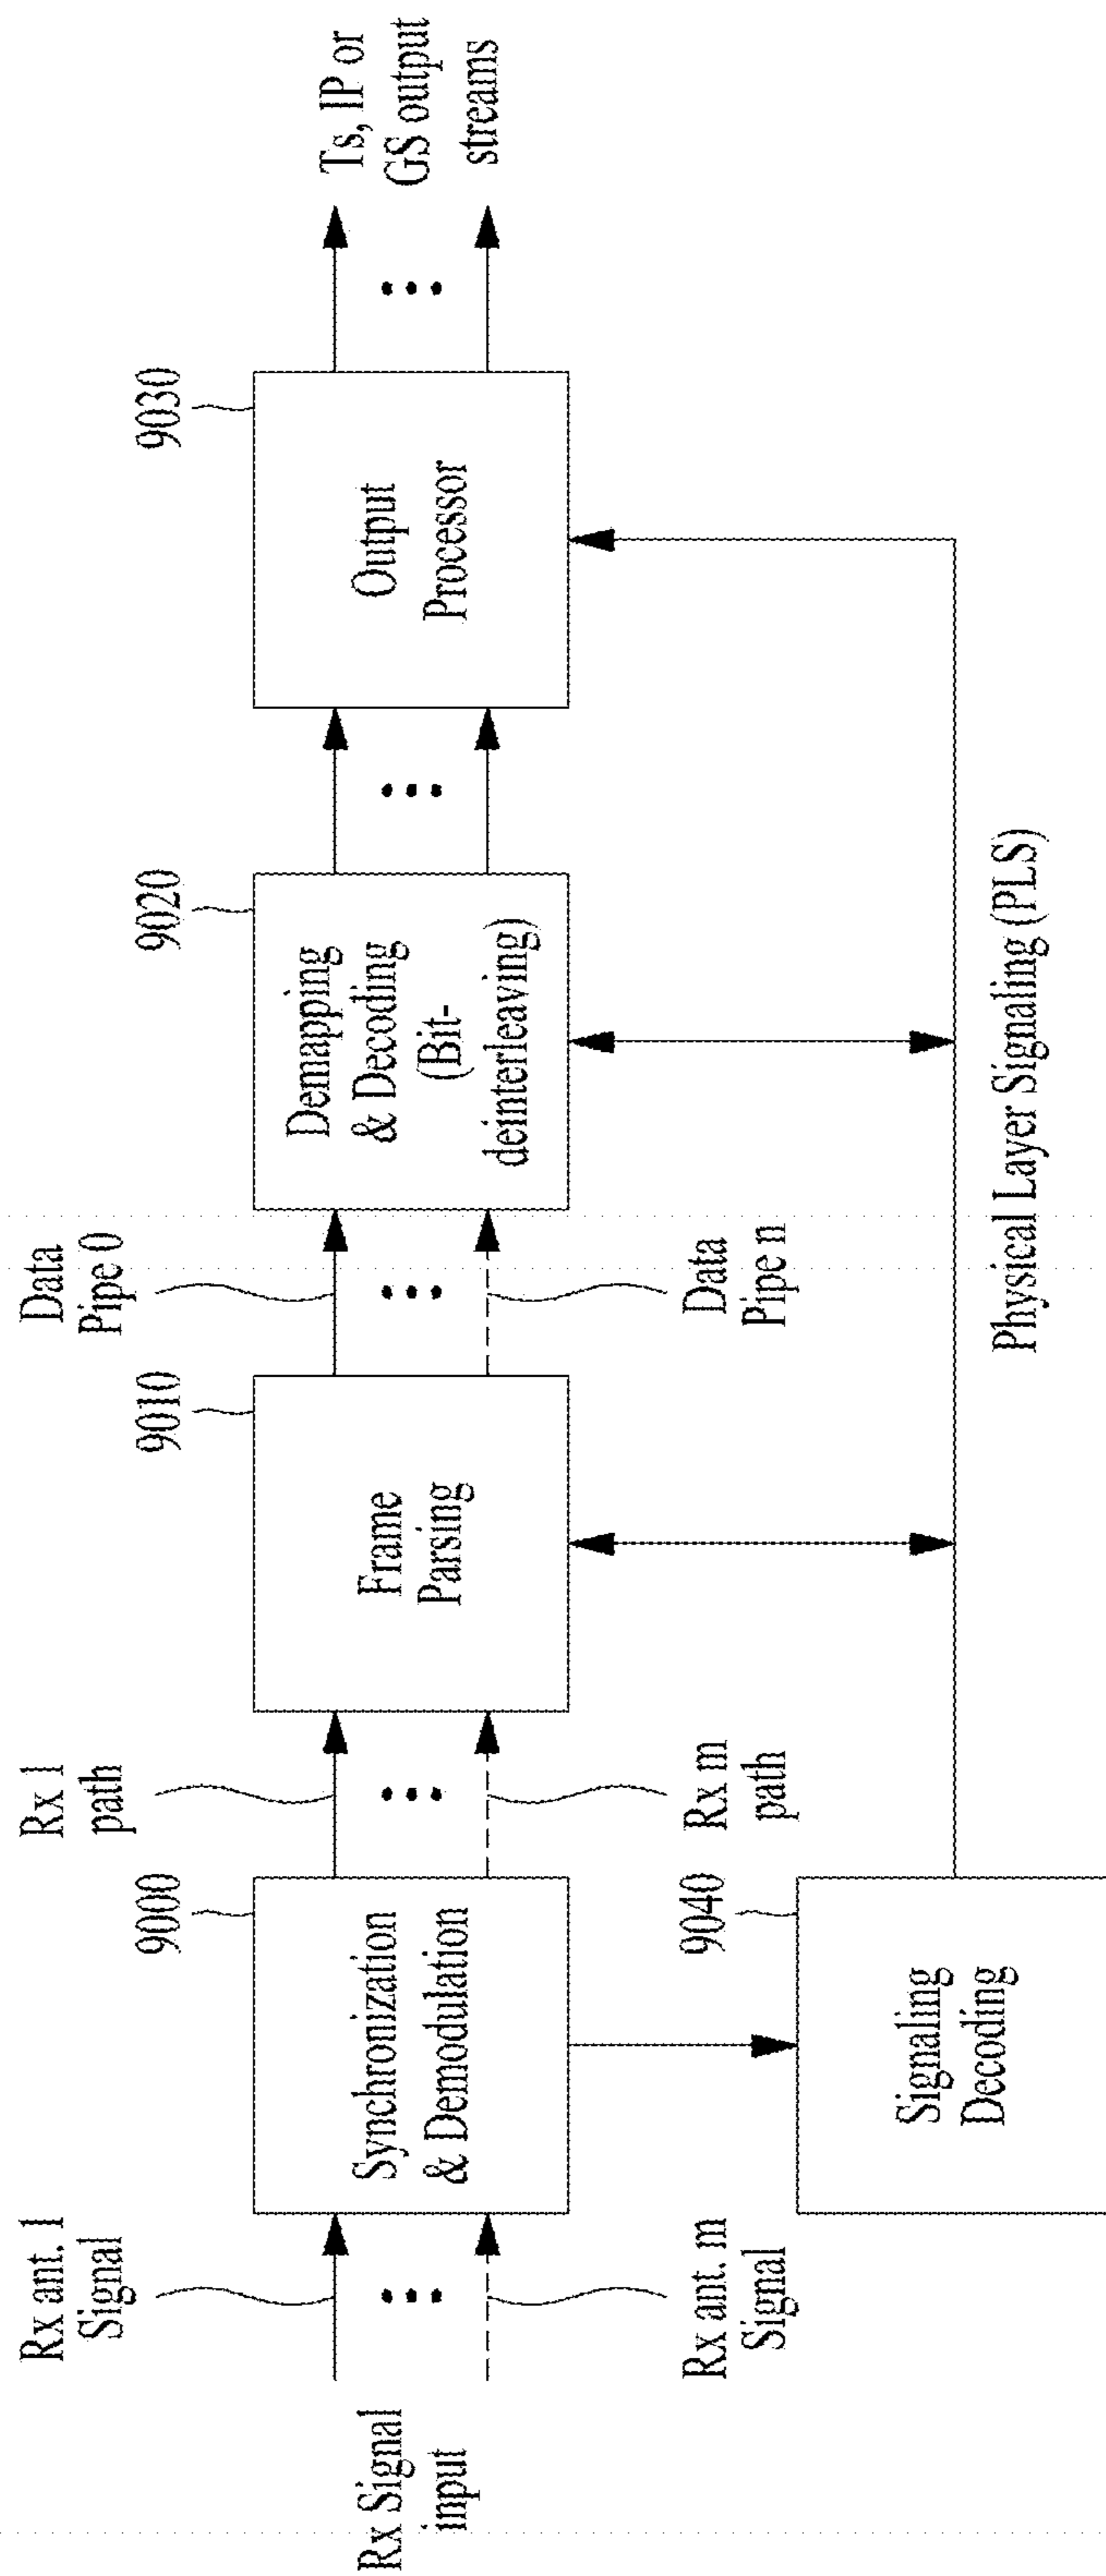 Rx Signal
input
Rx ant. 1
Signal
Rx ant. m
Signal
9000
Synchronization
& Demodulation
Rx 1
path
Rx m
path
9040
Signaling
Decoding
9010
Frame
Parsing
Data
Pipe 0
Data
Pipe n
9020
Demapping
& Decoding
(Bit-
deinterleaving)
9030
Output
Processor
Ts, IP or
GS output
streams
Physical Layer Signaling (PLS)